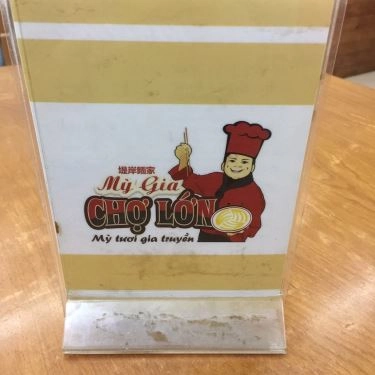 堤岸麵家
Mỳ Gia
CHỢ LỚN
Mỳ tươi gia truyền